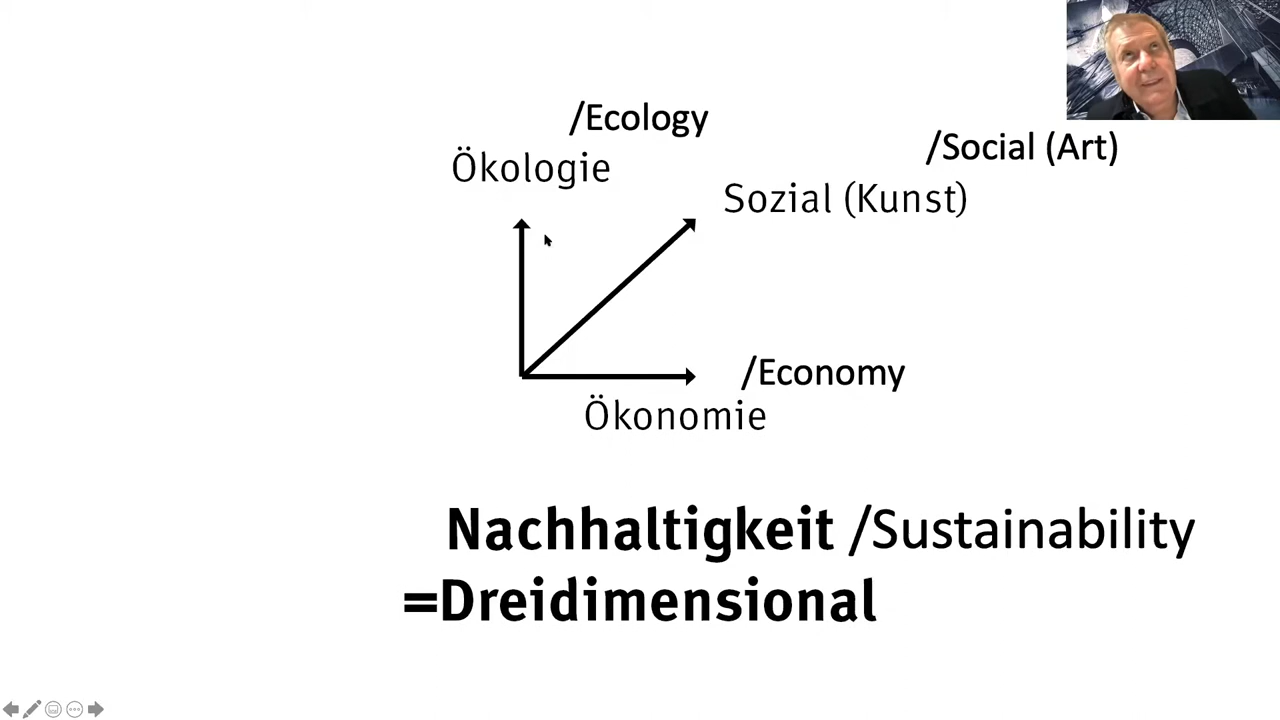 /Ecology
Ökologie
/Social (Art)
Sozial (Kunst)
/Economy
Ökonomie
Nachhaltigkeit /Sustainability
=Dreidimensional